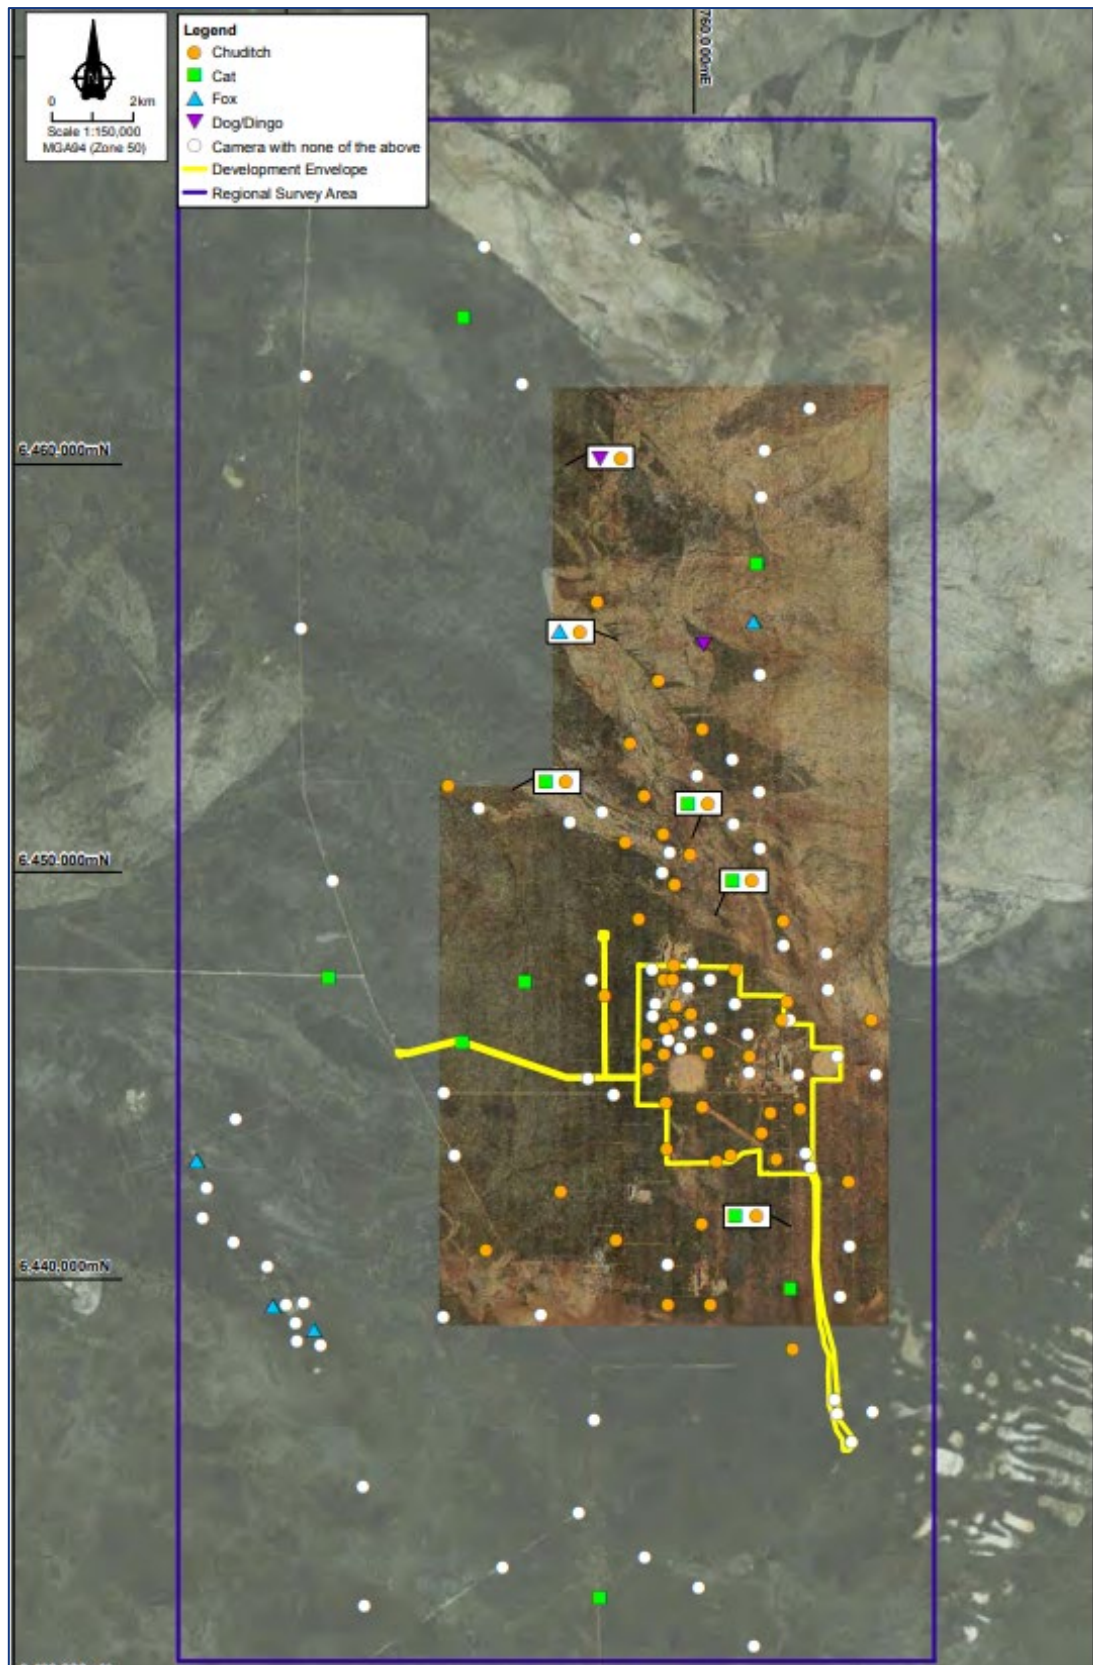 760,000mE
Legend
Chuditch
Cat
Fox
Dog/Dingo
Camera with none of the above
Development Envelope
Regional Survey Area
N
0 2km
Scale 1:150,000
MGA94 (Zone 50)
6,460,000mN
6,450,000mN
6,440,000mN